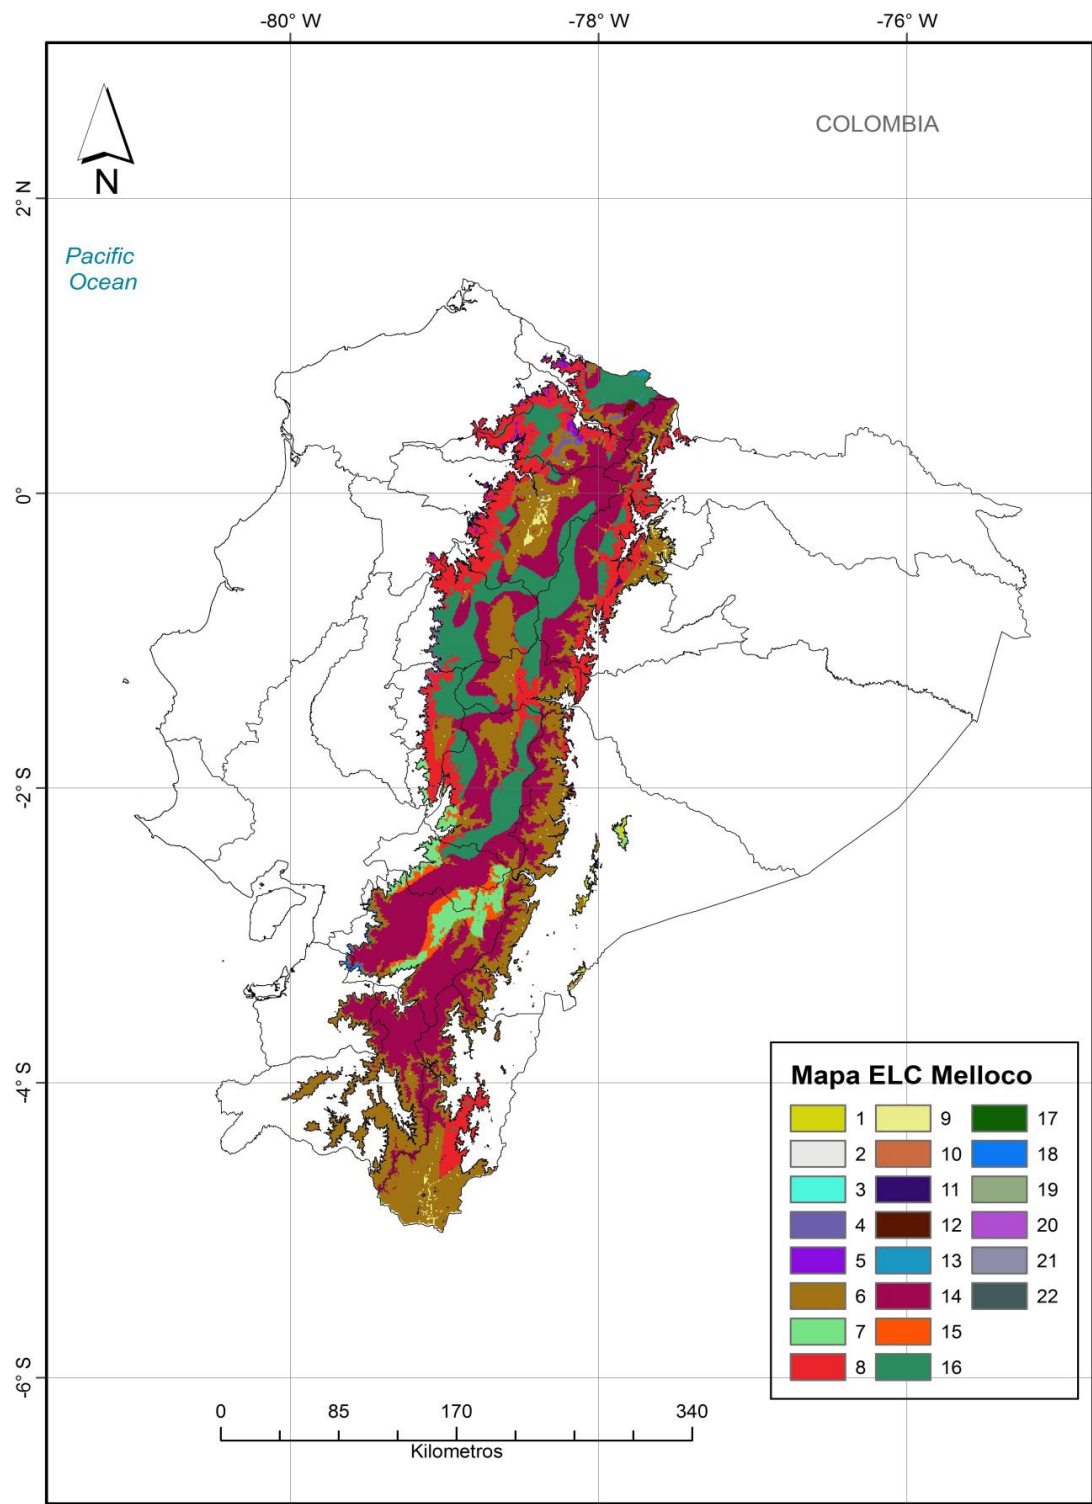 -80° W
-78° W
-76° W
COLOMBIA
N
2° N
Pacific
Ocean
0°
-2° S
-4° S
-6° S
Mapa ELC Melloco
1 9 17
2 10 18
3 11 19
4 12 20
5 13 21
6 14 22
7 15
8 16
0 85 170 340
Kilometros